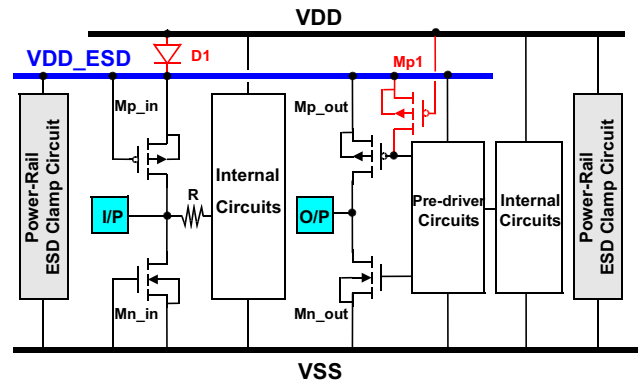 VDD
VDD_ESD
D1
Mp1
Mp_in
Mp_out
Power-Rail
ESD Clamp Circuit
I/P
R
Internal
Circuits
O/P
Pre-driver
Circuits
Internal
Circuits
Power-Rail
ESD Clamp Circuit
Mn_in
Mn_out
VSS